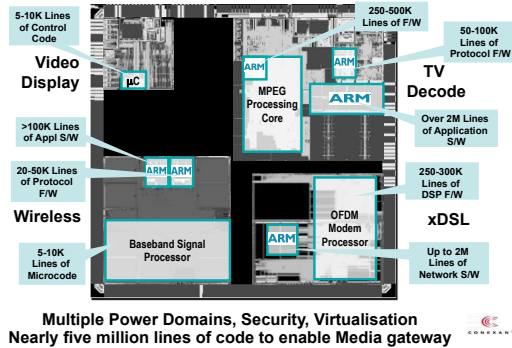 5-10K Lines
of Control
Code
250-500K
Lines of F/W
50-100K
Lines of
Protocol F/W
Video
Display
µC
ARM
ARM
TV
Decode
MPEG
Processing
Core
ARM
>100K Lines
of Appl S/W
Over 2M Lines
of Application
S/W
ARM
ARM
20-50K Lines
of Protocol
F/W
250-300K
Lines of
DSP F/W
Wireless
xDSL
OFDM
Modem
Processor
ARM
5-10K
Lines of
Microcode
Baseband Signal
Processor
Up to 2M
Lines of
Network S/W
Multiple Power Domains, Security, Virtualisation
Nearly five million lines of code to enable Media gateway
CONEXANT